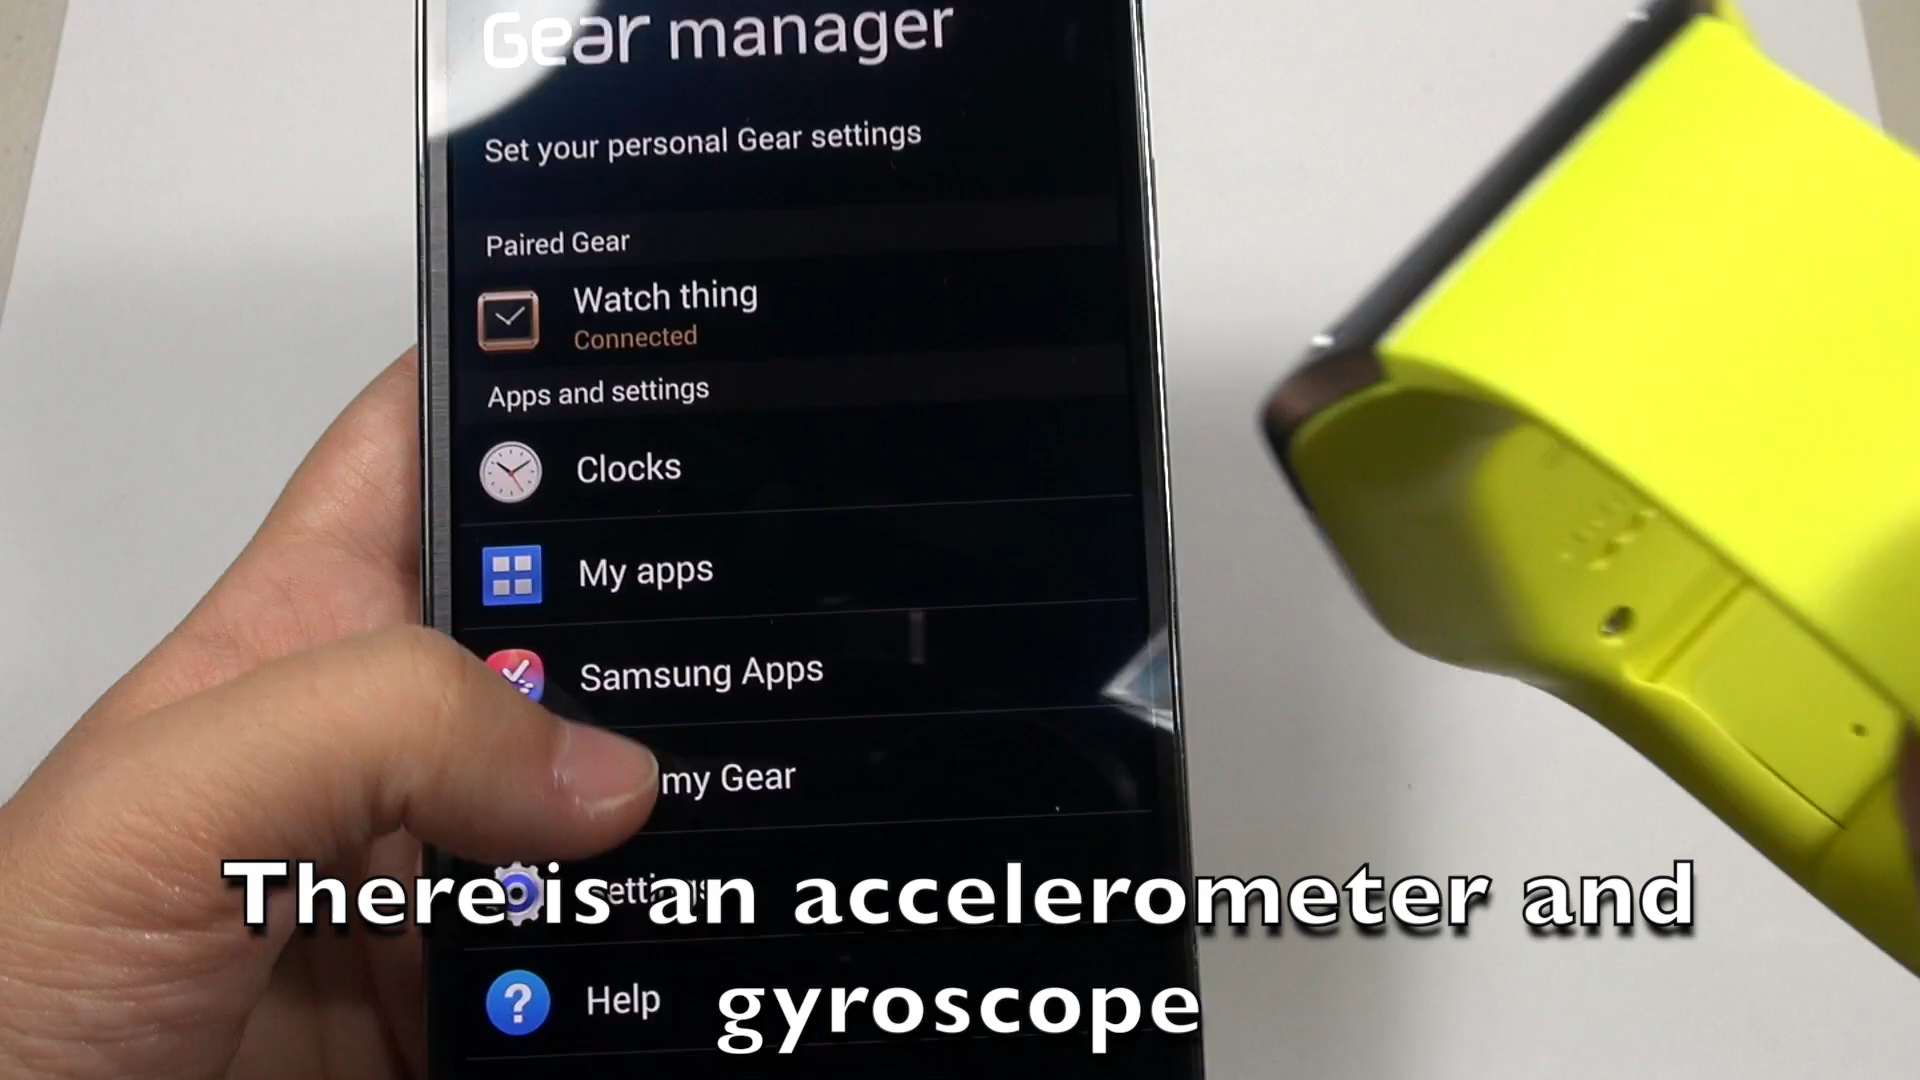 Gear manager
Set your personal Gear settings
Paired Gear
Watch thing
Connected
Apps and settings
Clocks
My apps
Samsung Apps
my Gear
Settings
Help
There is an accelerometer and
gyroscope